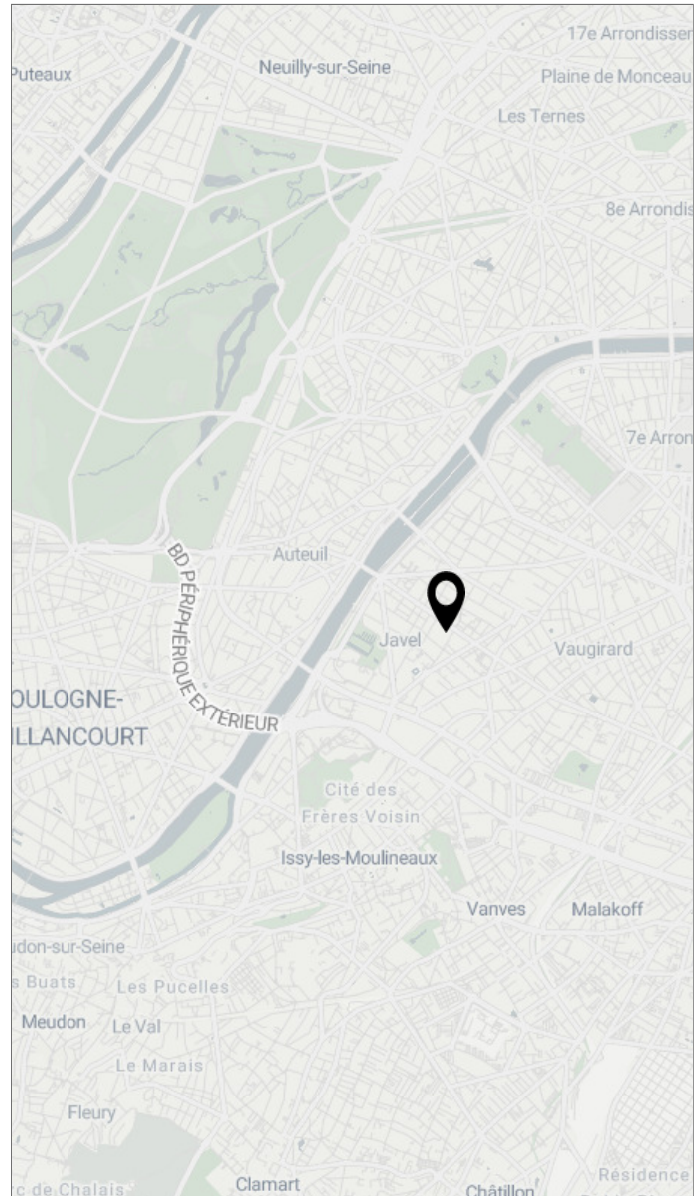 17e Arrondisser
Neuilly-sur-Seine
Puteaux
Plaine de Monceau
Les Ternes
8e Arrondis
7e Arron
Auteuil
BD PÉRIPHÉRIQUE EXTÉRIEUR
Javel
Vaugirard
OULOGNE-
ILLANCOURT
Cité des
Frères Voisin
Issy-les-Moulineaux
Vanves
Malakoff
udon-sur-Seine
s Buats
Les Pucelles
Meudon
Le Val
Le Marais
Fleury
Résidence
rc de Chalais
Clamart
Châtillon